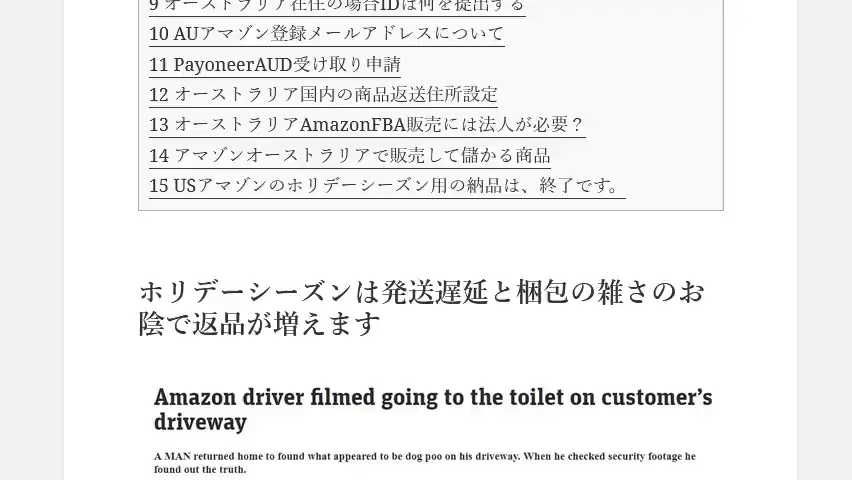 9 オーストラリア在住の場合IDは何を提出する
10 AUアマゾン登録メールアドレスについて
11 PayoneerAUD受け取り申請
12 オーストラリア国内の商品返送住所設定
13 オーストラリアAmazonFBA販売には法人が必要？
14 アマゾンオーストラリアで販売して儲かる商品
15 USアマゾンのホリデーシーズン用の納品は、終了です。
ホリデーシーズンは発送遅延と梱包の雑さのお
陰で返品が増えます
Amazon driver filmed going to the toilet on customer’s
driveway
A MAN returned home to found what appeared to be dog poo on his driveway. When he checked security footage he
found out the truth.